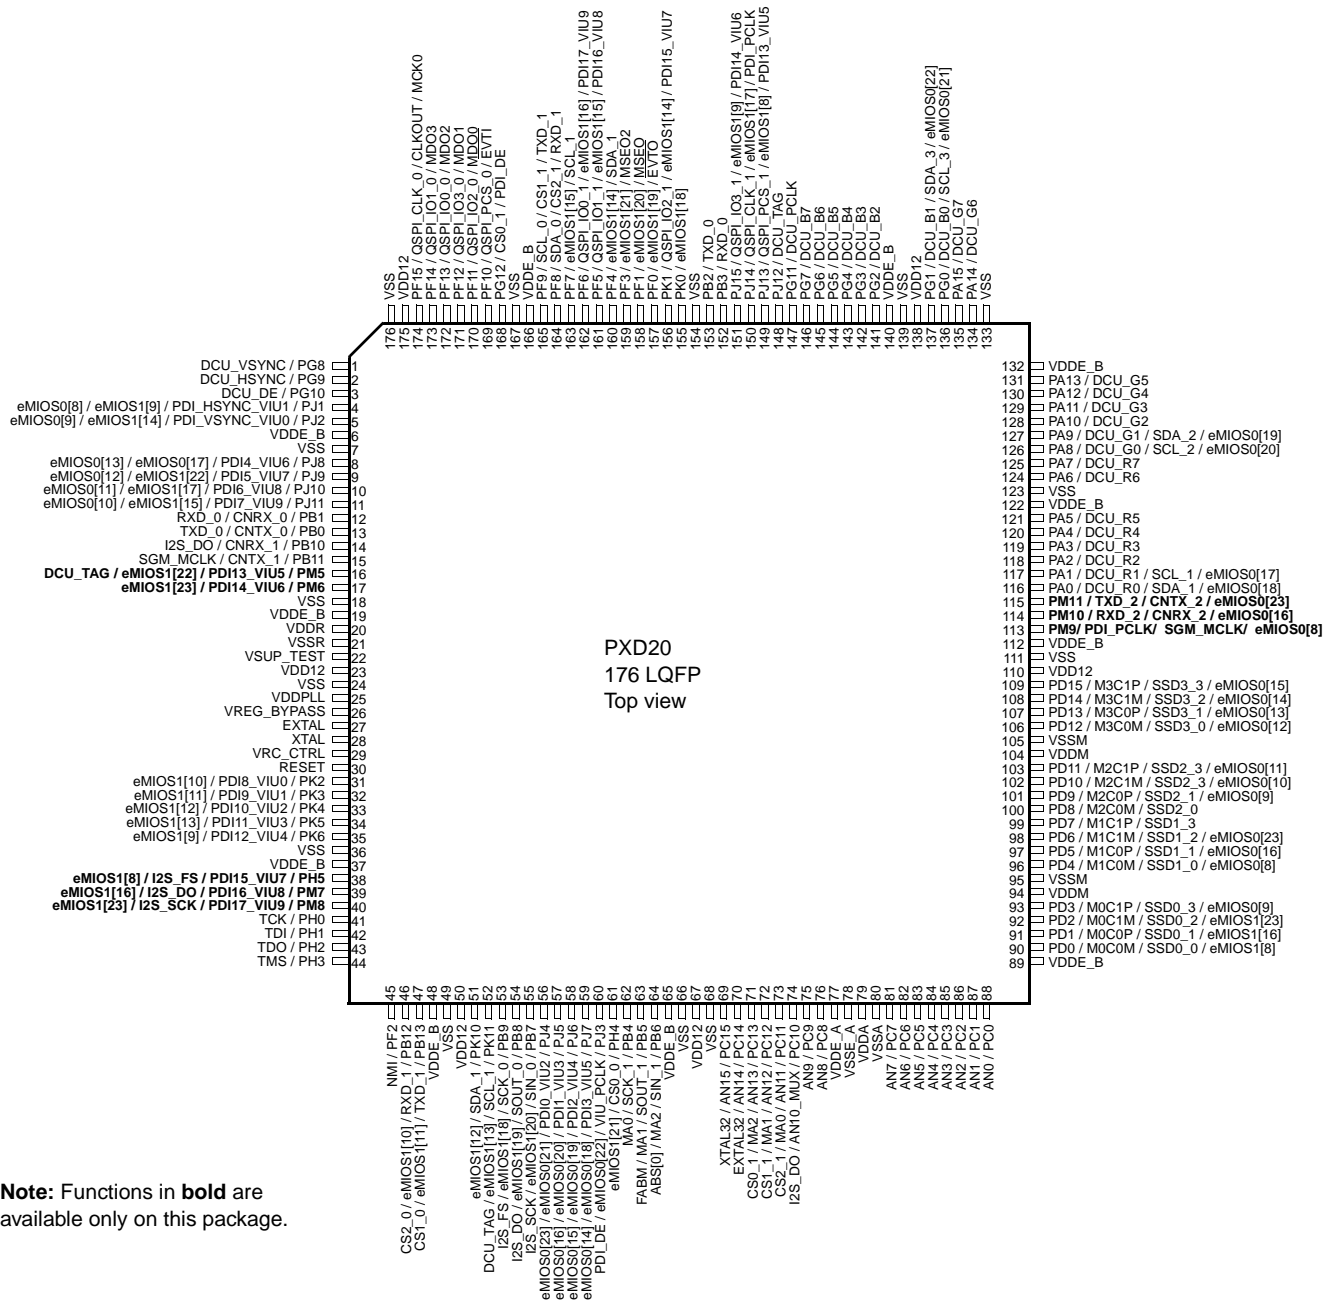 VSS
VDD12
PF15 / QSPI_CLK_0 / CLKOUT / MCK0
PF14 / QSPI_IO1_0 / MDO3
PF13 / QSPI_IO0_0 / MDO2
PF12 / QSPI_IO3_0 / MDO1
PF11 / QSPI_IO2_0 / MDO0
PF10 / QSPI_PCS_0 / EVTI
PG12 / CS0_1 / PDI_DE
VSS
VDDE_B
PF9 / SCL_0 / CS1_1 / TXD_1
PF8 / SDA_0 / CS2_1 / RXD_1
PF7 / eMIOS1[15] / SCL_1
PF6 / QSPI_IO0_1 / eMIOS1[16] / PDI17_VIU9
PF5 / QSPI_IO1_1 / eMIOS1[15] / PDI16_VIU8
PF4 / eMIOS1[14] / SDA_1
PF3 / eMIOS1[21] / MSEO2
PF1 / eMIOS1[20] / MSEO
PF0 / eMIOS1[19] / EVTO
PK1 / QSPI_IO2_1 / eMIOS1[14] / PDI15_VIU7
PK0 / eMIOS1[18]
VSS
PB2 / TXD_0
PB3 / RXD_0
PJ15 / QSPI_IO3_1 / eMIOS1[9] / PDI14_VIU6
PJ14 / QSPI_CLK_1 / eMIOS1[17] / PDI_PCLK
PJ13 / QSPI_PCS_1 / eMIOS1[8] / PDI13_VIU5
PJ12 / DCU_TAG
PG11 / DCU_PCLK
PG7 / DCU_B7
PG6 / DCU_B6
PG5 / DCU_B5
PG4 / DCU_B4
PG3 / DCU_B3
PG2 / DCU_B2
VDDE_B
VSS
VDD12
PG1 / DCU_B1 / SDA_3 / eMIOS0[22]
PG0 / DCU_B0 / SCL_3 / eMIOS0[21]
PA15 / DCU_G7
PA14 / DCU_G6
VSS
176
175
174
173
172
171
170
169
168
167
166
165
164
163
162
161
160
159
158
157
156
155
154
153
152
151
150
149
148
147
146
145
144
143
142
141
140
139
138
137
136
135
134
133
DCU_VSYNC / PG8 1
DCU_HSYNC / PG9 2
DCU_DE / PG10 3
eMIOS0[8] / eMIOS1[9] / PDI_HSYNC_VIU1 / PJ1 4
eMIOS0[9] / eMIOS1[14] / PDI_VSYNC_VIU0 / PJ2 5
VDDE_B 6
VSS 7
eMIOS0[13] / eMIOS0[17] / PDI4_VIU6 / PJ8 8
eMIOS0[12] / eMIOS1[22] / PDI5_VIU7 / PJ9 9
eMIOS0[11] / eMIOS1[17] / PDI6_VIU8 / PJ10 10
eMIOS0[10] / eMIOS1[15] / PDI7_VIU9 / PJ11 11
RXD_0 / CNRX_0 / PB1 12
TXD_0 / CNTX_0 / PB0 13
I2S_DO / CNRX_1 / PB10 14
SGM_MCLK / CNTX_1 / PB11 15
DCU_TAG / eMIOS1[22] / PDI13_VIU5 / PM5 16
eMIOS1[23] / PDI14_VIU6 / PM6 17
VSS 18
VDDE_B 19
VDDR 20
VSSR 21
VSUP_TEST 22
VDD12 23
VSS 24
VDDPLL 25
VREG_BYPASS 26
EXTAL 27
XTAL 28
VRC_CTRL 29
RESET 30
eMIOS1[10] / PDI8_VIU0 / PK2 31
eMIOS1[11] / PDI9_VIU1 / PK3 32
eMIOS1[12] / PDI10_VIU2 / PK4 33
eMIOS1[13] / PDI11_VIU3 / PK5 34
eMIOS1[9] / PDI12_VIU4 / PK6 35
VSS 36
VDDE_B 37
eMIOS1[8] / I2S_FS / PDI15_VIU7 / PH5 38
eMIOS1[16] / I2S_DO / PDI16_VIU8 / PM7 39
eMIOS1[23] / I2S_SCK / PDI17_VIU9 / PM8 40
TCK / PH0 41
TDI / PH1 42
TDO / PH2 43
TMS / PH3 44
PXD20
176 LQFP
Top view
132 VDDE_B
131 PA13 / DCU_G5
130 PA12 / DCU_G4
129 PA11 / DCU_G3
128 PA10 / DCU_G2
127 PA9 / DCU_G1 / SDA_2 / eMIOS0[19]
126 PA8 / DCU_G0 / SCL_2 / eMIOS0[20]
125 PA7 / DCU_R7
124 PA6 / DCU_R6
123 VSS
122 VDDE_B
121 PA5 / DCU_R5
120 PA4 / DCU_R4
119 PA3 / DCU_R3
118 PA2 / DCU_R2
117 PA1 / DCU_R1 / SCL_1 / eMIOS0[17]
116 PA0 / DCU_R0 / SDA_1 / eMIOS0[18]
115 PM11 / TXD_2 / CNTX_2 / eMIOS0[23]
114 PM10 / RXD_2 / CNRX_2 / eMIOS0[16]
113 PM9/ PDI_PCLK/ SGM_MCLK/ eMIOS0[8]
112 VDDE_B
111 VSS
110 VDD12
109 PD15 / M3C1P / SSD3_3 / eMIOS0[15]
108 PD14 / M3C1M / SSD3_2 / eMIOS0[14]
107 PD13 / M3C0P / SSD3_1 / eMIOS0[13]
106 PD12 / M3C0M / SSD3_0 / eMIOS0[12]
105 VSSM
104 VDDM
103 PD11 / M2C1P / SSD2_3 / eMIOS0[11]
102 PD10 / M2C1M / SSD2_3 / eMIOS0[10]
101 PD9 / M2C0P / SSD2_1 / eMIOS0[9]
100 PD8 / M2C0M / SSD2_0
99 PD7 / M1C1P / SSD1_3
98 PD6 / M1C1M / SSD1_2 / eMIOS0[23]
97 PD5 / M1C0P / SSD1_1 / eMIOS0[16]
96 PD4 / M1C0M / SSD1_0 / eMIOS0[8]
95 VSSM
94 VDDM
93 PD3 / M0C1P / SSD0_3 / eMIOS0[9]
92 PD2 / M0C1M / SSD0_2 / eMIOS1[23]
91 PD1 / M0C0P / SSD0_1 / eMIOS1[16]
90 PD0 / M0C0M / SSD0_0 / eMIOS1[8]
89 VDDE_B
45
46
47
48
49
50
51
52
53
54
55
56
57
58
59
60
61
62
63
64
65
66
67
68
69
70
71
72
73
74
75
76
77
78
79
80
81
82
83
84
85
86
87
88
NMI / PF2
CS2_0 / eMIOS1[10] / RXD_1 / PB12
CS1_0 / eMIOS1[11] / TXD_1 / PB13
VDDE_B
VSS
VDD12
eMIOS1[12] / SDA_1 / PK10
DCU_TAG / eMIOS1[13] / SCL_1 / PK11
I2S_FS / eMIOS1[18] / SCK_0 / PB9
I2S_DO / eMIOS1[19] / SOUT_0 / PB8
I2S_SCK / eMIOS1[20] / SIN_0 / PB7
eMIOS0[23] / eMIOS0[21] / PDI0_VIU2 / PJ4
eMIOS0[16] / eMIOS0[20] / PDI1_VIU3 / PJ5
eMIOS0[15] / eMIOS0[19] / PDI2_VIU4 / PJ6
eMIOS0[14] / eMIOS0[18] / PDI3_VIU5 / PJ7
PDI_DE / eMIOS0[22] / VIU_PCLK / PJ3
eMIOS1[21] / CS0_0 / PH4
MA0 / SCK_1 / PB4
FABM / MA1 / SOUT_1 / PB5
ABS[0] / MA2 / SIN_1 / PB6
VDDE_B
VSS
VDD12
VSS
XTAL32 / AN15 / PC15
EXTAL32 / AN14 / PC14
CS0_1 / MA2 / AN13 / PC13
CS1_1 / MA1 / AN12 / PC12
CS2_1 / MA0 / AN11 / PC11
I2S_DO / AN10_MUX / PC10
AN9 / PC9
AN8 / PC8
VDDE_A
VSSE_A
VDDA
VSSA
AN7 / PC7
AN6 / PC6
AN5 / PC5
AN4 / PC4
AN3 / PC3
AN2 / PC2
AN1 / PC1
AN0 / PC0
Note: Functions in bold are
available only on this package.